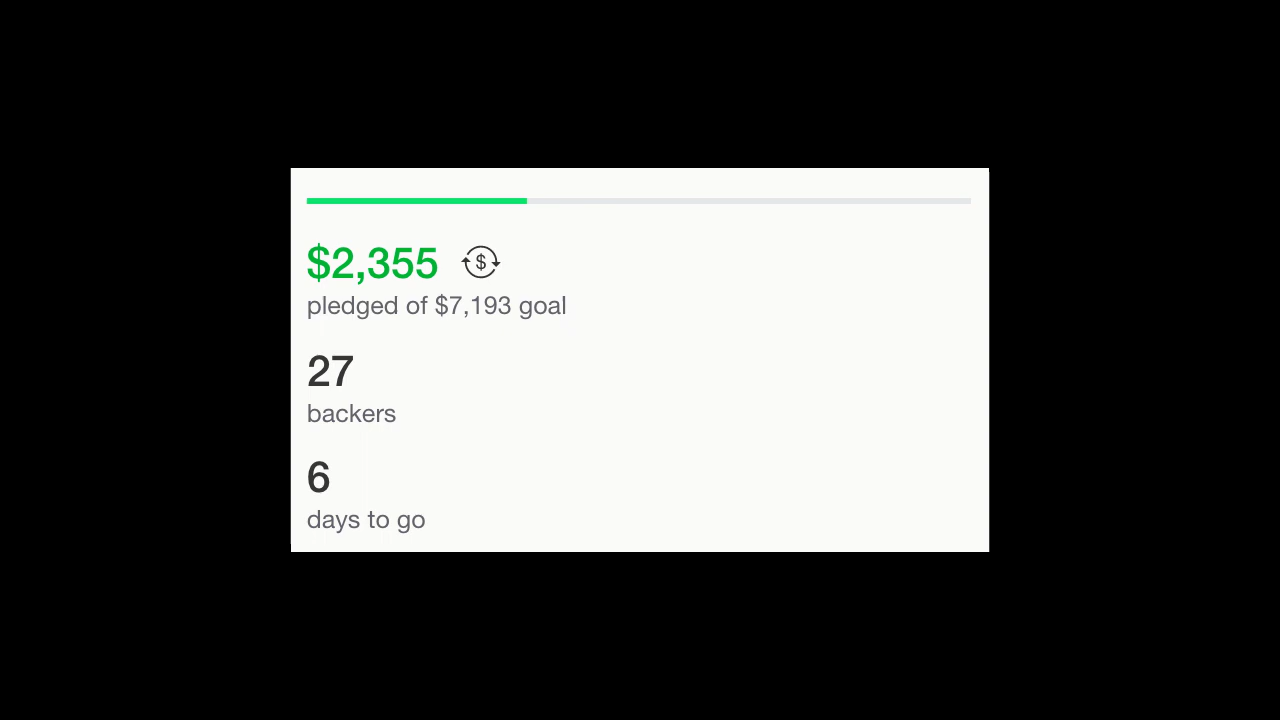 $2,355 $
pledged of $7,193 goal
27
backers
6
days to go